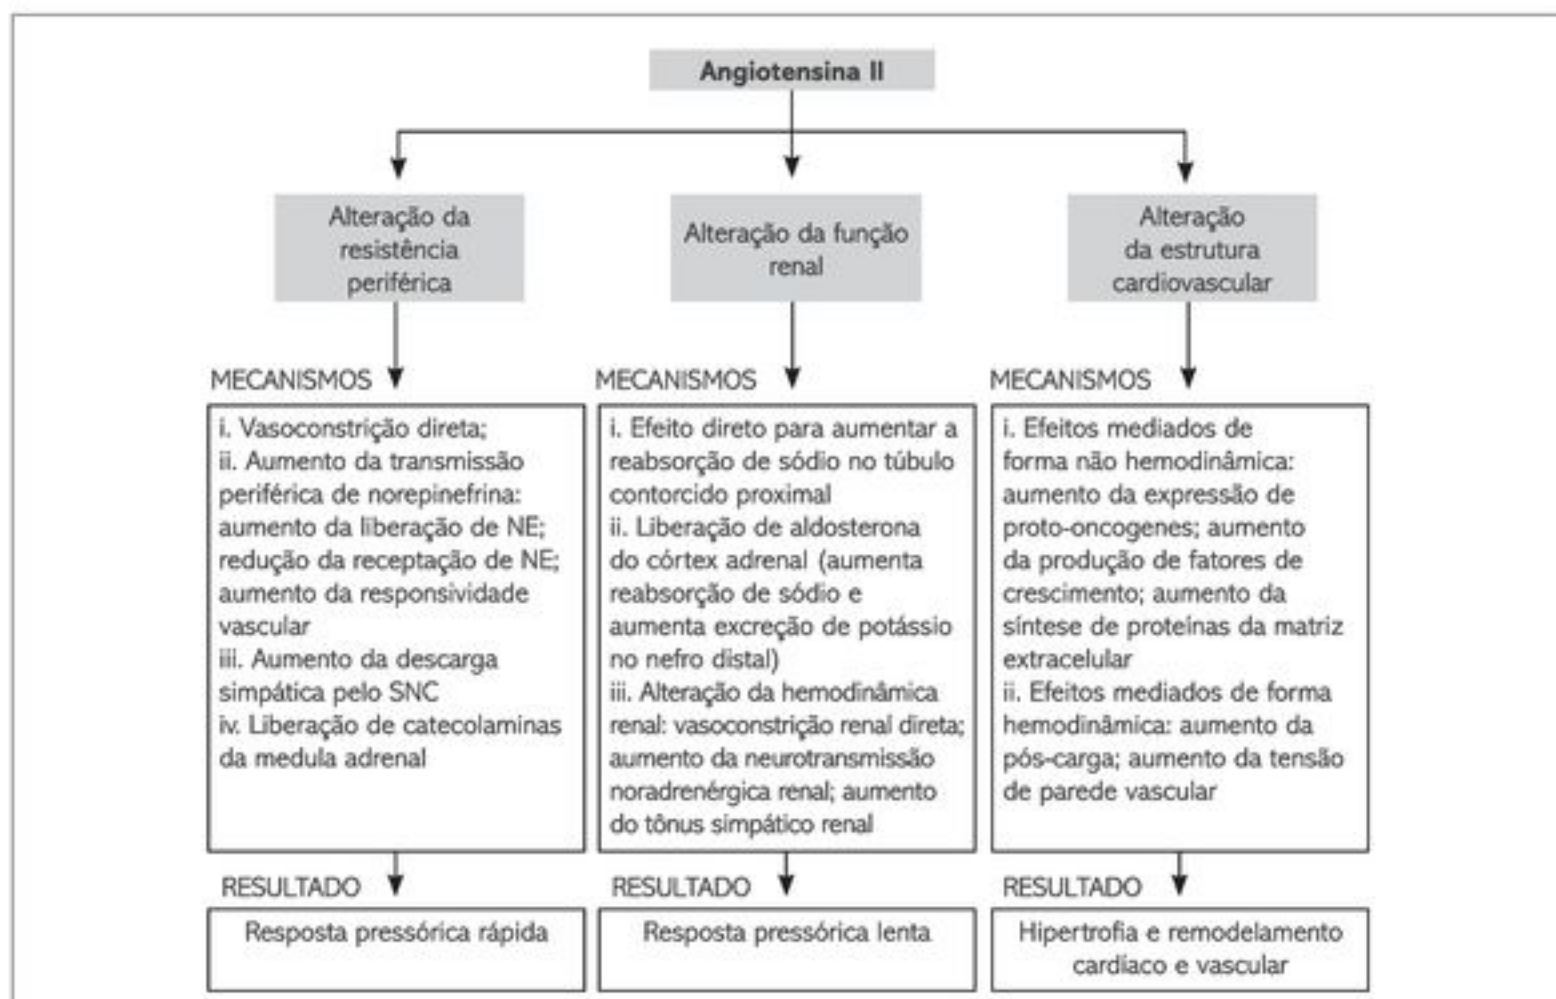 Angiotensina II
Alteração da
resistência
periférica
Alteração da função
renal
Alteração
da estrutura
cardiovascular
MECANISMOS
i. Vasoconstrição direta;
ii. Aumento da transmissão
periférica de norepinefrina:
aumento da liberação de NE;
redução da receptação de NE;
aumento da responsividade
vascular
iii. Aumento da descarga
simpática pelo SNC
iv. Liberação de catecolaminas
da medula adrenal
MECANISMOS
i. Efeito direto para aumentar a
reabsorção de sódio no túbulo
contorcido proximal
ii. Liberação de aldosterona
do córtex adrenal (aumenta
reabsorção de sódio e
aumenta excreção de potássio
no nefro distal)
iii. Alteração da hemodinâmica
renal: vasoconstrição renal direta;
aumento da neurotransmissão
noradrenérgica renal; aumento
do tônus simpático renal
MECANISMOS
i. Efeitos mediados de
forma não hemodinâmica:
aumento da expressão de
proto-oncogenes; aumento
da produção de fatores de
crescimento; aumento da
síntese de proteínas da matriz
extracelular
ii. Efeitos mediados de forma
hemodinâmica: aumento da
pós-carga; aumento da tensão
de parede vascular
RESULTADO
Resposta pressórica rápida
RESULTADO
Resposta pressórica lenta
RESULTADO
Hipertrofia e remodelamento
cardíaco e vascular